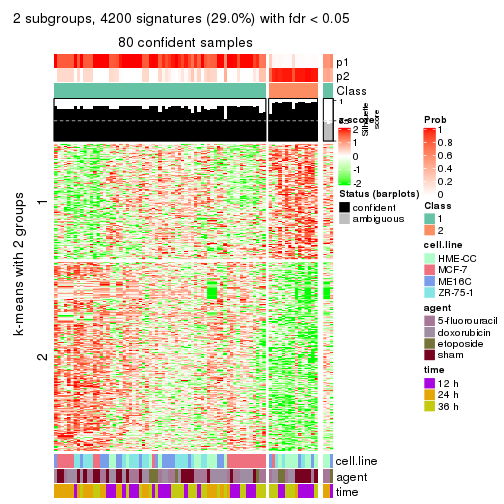 2 subgroups, 4200 signatures (29.0%) with fdr < 0.05
80 confident samples
p1
p2
Class
1
0.5
0
Silhouette
score
z-score
2
1
0
-1
-2
Status (barplots)
confident
ambiguous
Prob
1
0.8
0.6
0.4
0.2
0
Class
1
2
cell.line
HME-CC
MCF-7
ME16C
ZR-75-1
agent
5-fluorouracil
doxorubicin
etoposide
sham
time
12 h
24 h
36 h
k-means with 2 groups
1
2
cell.line
agent
time